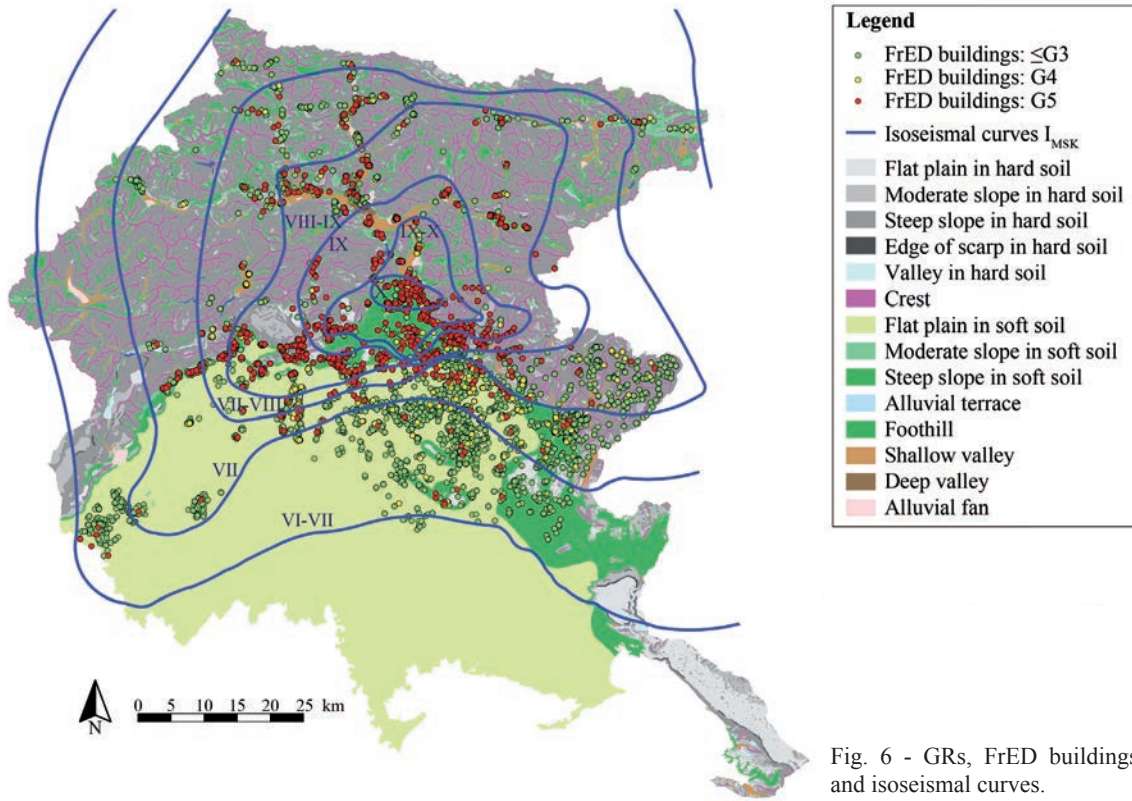 VIII-IX
IX
IX-X
VII-VIII
VII
VI-VII
N
0 5 10 15 20 25 km
Legend
FrED buildings: ≤G3
FrED buildings: G4
FrED buildings: G5
Isoseismal curves I_MSK
Flat plain in hard soil
Moderate slope in hard soil
Steep slope in hard soil
Edge of scarp in hard soil
Valley in hard soil
Crest
Flat plain in soft soil
Moderate slope in soft soil
Steep slope in soft soil
Alluvial terrace
Foothill
Shallow valley
Deep valley
Alluvial fan
Fig. 6 - GRs, FrED buildings
and isoseismal curves.